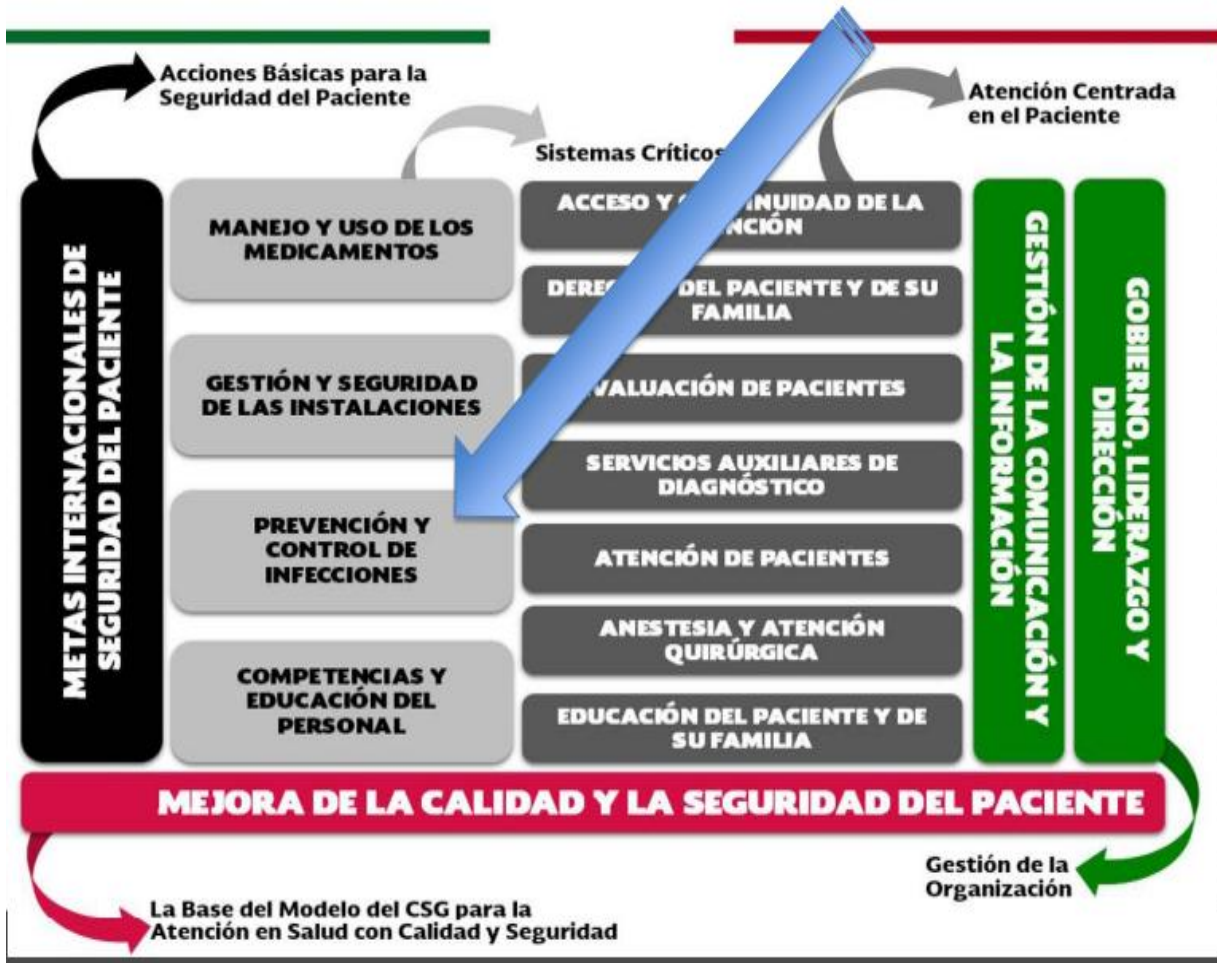 Acciones Básicas para la
Seguridad del Paciente
Atención Centrada
en el Paciente
Sistemas Críticos
METAS INTERNACIONALES DE
SEGURIDAD DEL PACIENTE
MANEJO Y USO DE LOS
MEDICAMENTOS
GESTIÓN Y SEGURIDAD
DE LAS INSTALACIONES
PREVENCIÓN Y
CONTROL DE
INFECCIONES
COMPETENCIAS Y
EDUCACIÓN DEL
PERSONAL
ACCESO Y DE LA
DEL PACIENTE Y DE SU
FAMILIA
EVALUACIÓN DE PACIENTES
SERVICIOS AUXILIARES DE
DIAGNÓSTICO
ATENCIÓN DE PACIENTES
ANESTESIA Y ATENCIÓN
QUIRÚRGICA
EDUCACIÓN DEL PACIENTE Y DE
SU FAMILIA
GESTIÓN DE LA COMUNICACIÓN Y
LA INFORMACIÓN
GOBIERNO, LIDERAZGO Y
DIRECCIÓN
MEJORA DE LA CALIDAD Y LA SEGURIDAD DEL PACIENTE
Gestión de la
Organización
La Base del Modelo del CSG para la
Atención en Salud con Calidad y Seguridad